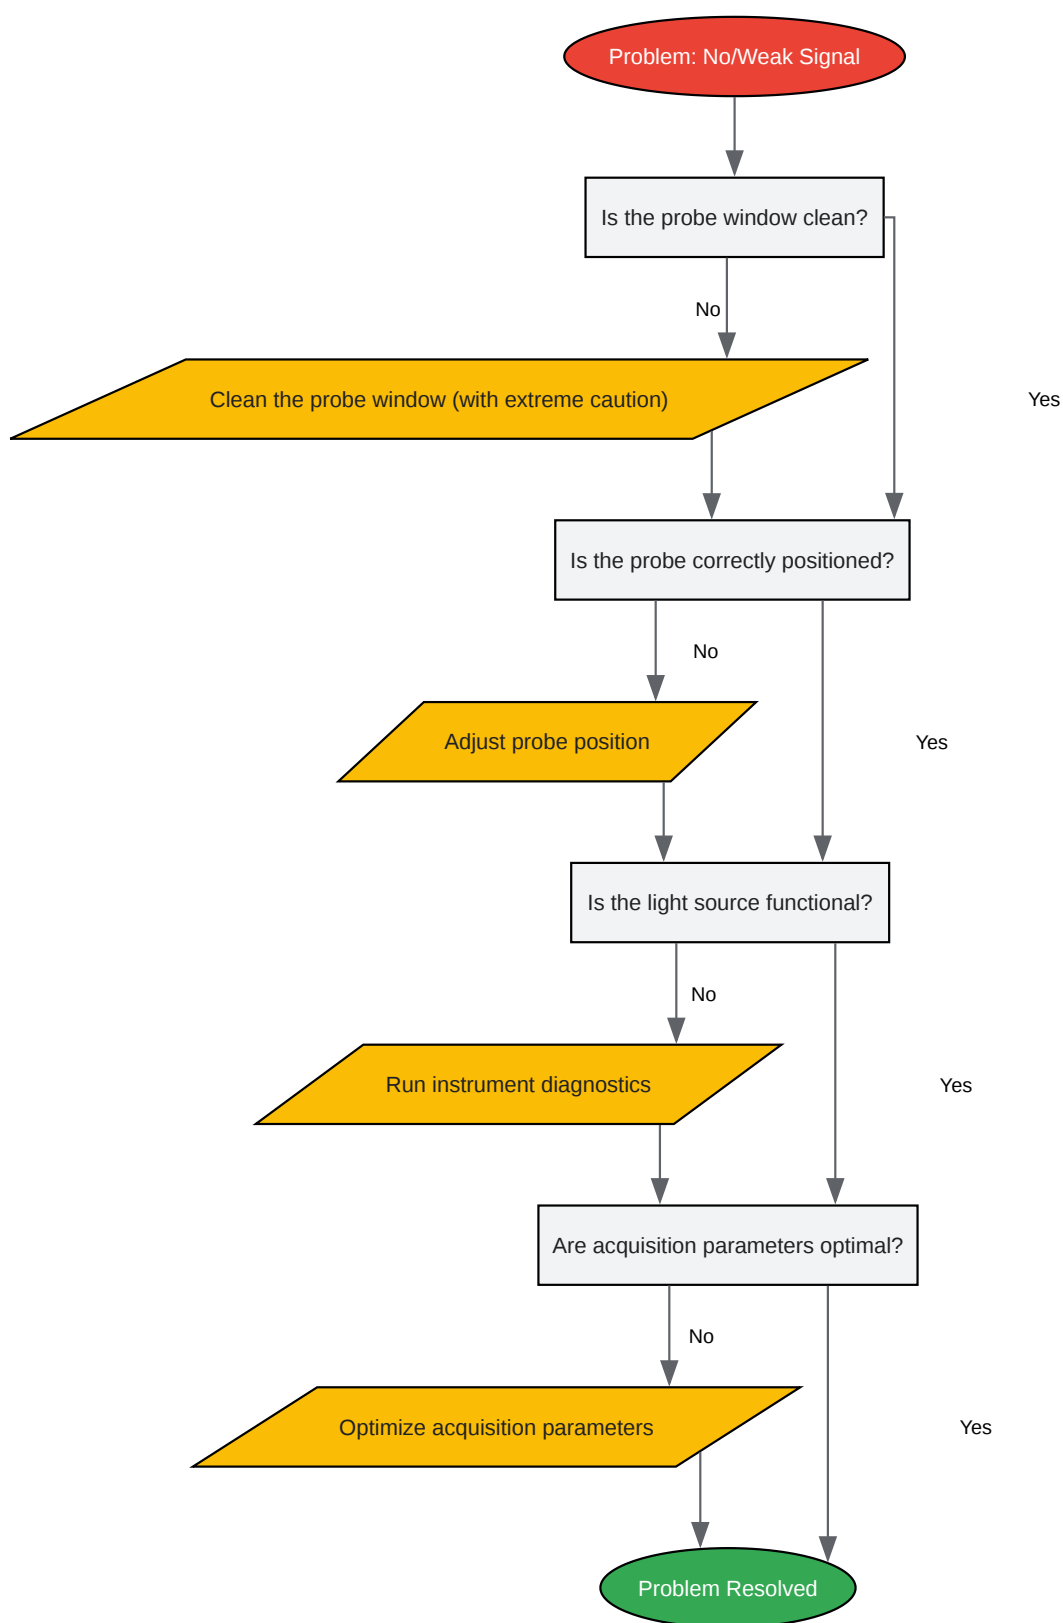 Problem: No/Weak Signal
Is the probe window clean?
No
Clean the probe window (with extreme caution)
Yes
Is the probe correctly positioned?
No
Adjust probe position
Yes
Is the light source functional?
No
Run instrument diagnostics
Yes
Are acquisition parameters optimal?
No
Optimize acquisition parameters
Yes
Problem Resolved